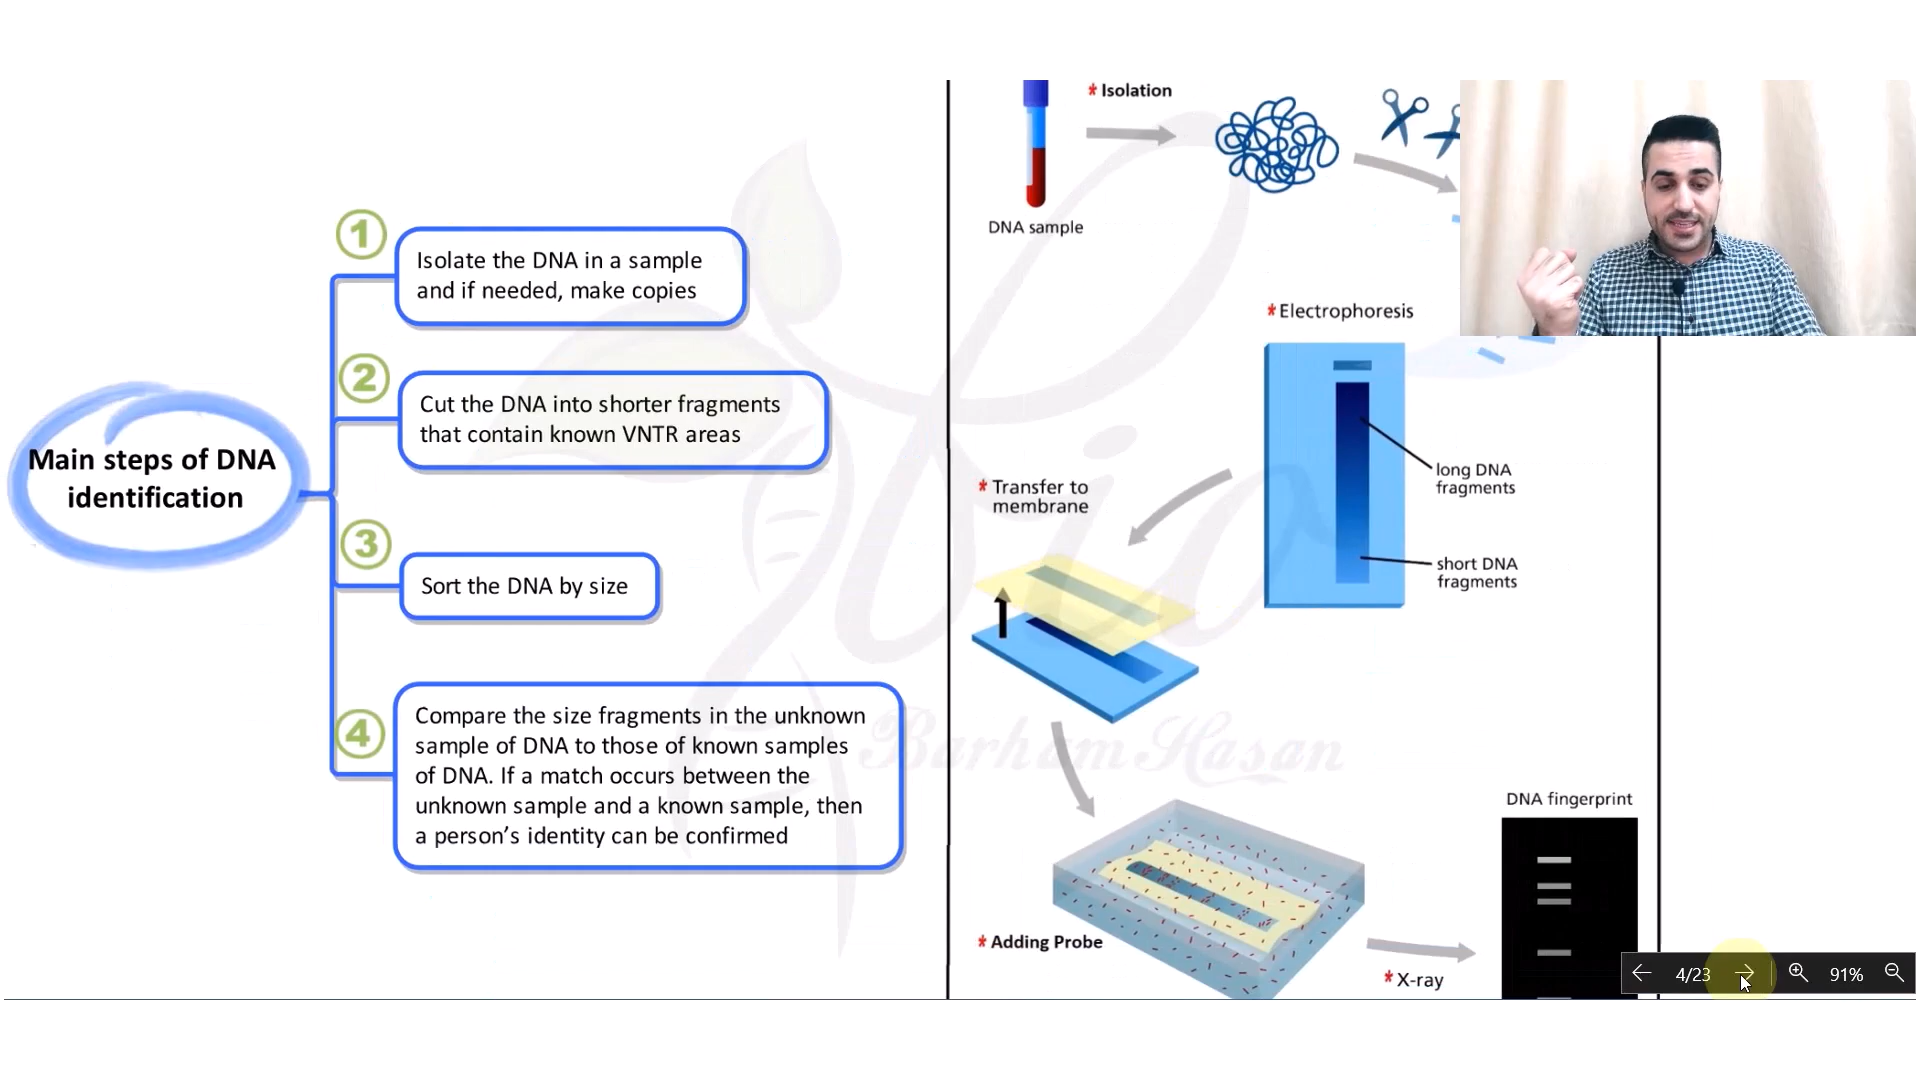 Main steps of DNA
identification
1
Isolate the DNA in a sample
and if needed, make copies
2
Cut the DNA into shorter fragments
that contain known VNTR areas
3
Sort the DNA by size
4
Compare the size fragments in the unknown
sample of DNA to those of known samples
of DNA. If a match occurs between the
unknown sample and a known sample, then
a person’s identity can be confirmed
* Isolation
DNA sample
* Electrophoresis
long DNA
fragments
short DNA
fragments
* Transfer to
membrane
* Adding Probe
* X-ray
DNA fingerprint
Bio
Barham Hasan
4/23
91%